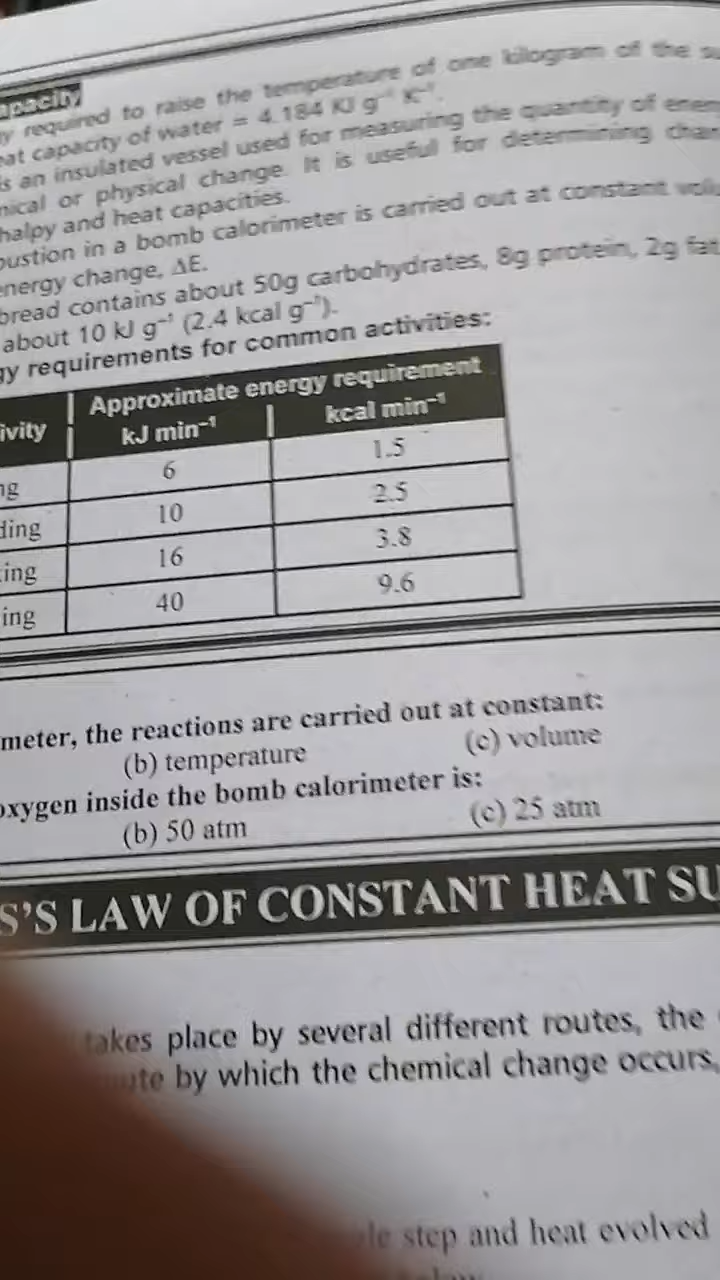 apacity
y required to raise the temperature of one kilogram of the su
eat capacity of water = 4.184 KJ g⁻¹ K⁻¹.
is an insulated vessel used for measuring the quantity of ener
mical or physical change. It is useful for determining chan
halpy and heat capacities.
bustion in a bomb calorimeter is carried out at constant volu
energy change, ΔE.
bread contains about 50g carbohydrates, 8g protein, 2g fat
about 10 kJ g⁻¹ (2.4 kcal g⁻¹).
gy requirements for common activities:
ivity Approximate energy requirement
kJ min⁻¹ kcal min⁻¹
ng 6 1.5
ding 10 2.5
king 16 3.8
ing 40 9.6
meter, the reactions are carried out at constant:
(b) temperature (c) volume
oxygen inside the bomb calorimeter is:
(b) 50 atm (c) 25 atm
S'S LAW OF CONSTANT HEAT SU
takes place by several different routes, the
ute by which the chemical change occurs,
le step and heat evolved